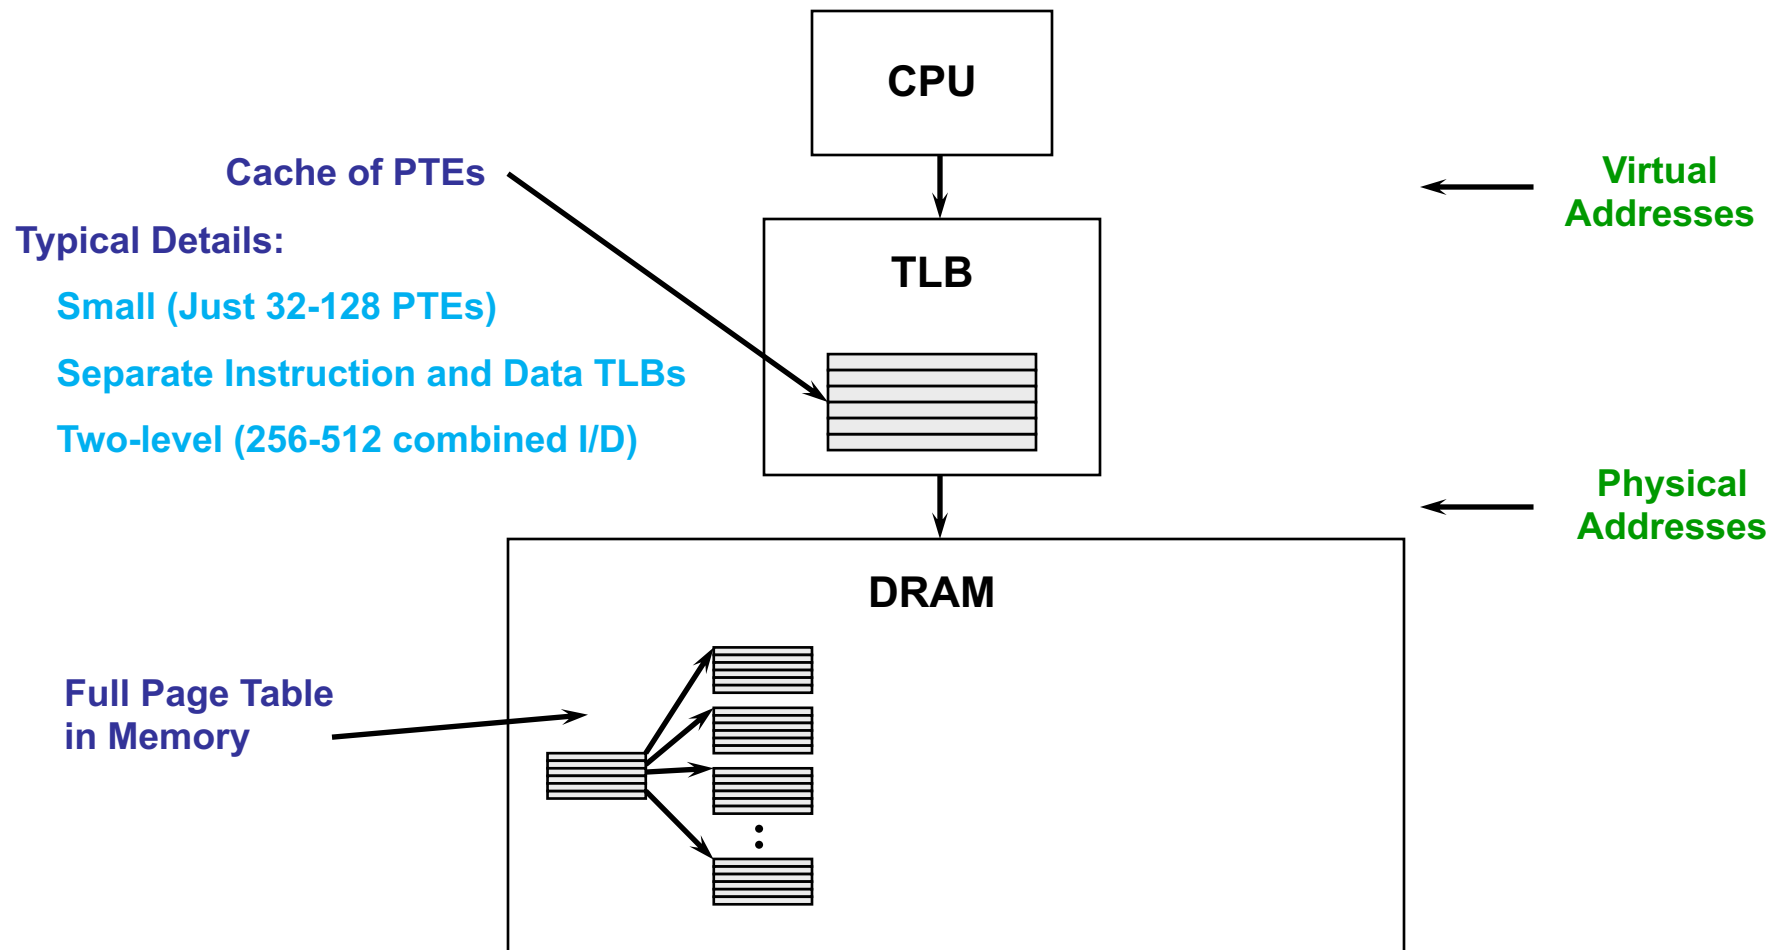 CPU
Cache of PTEs
Virtual
Addresses
Typical Details:
TLB
Small (Just 32-128 PTEs)
Separate Instruction and Data TLBs
Two-level (256-512 combined I/D)
Physical
Addresses
DRAM
Full Page Table
in Memory